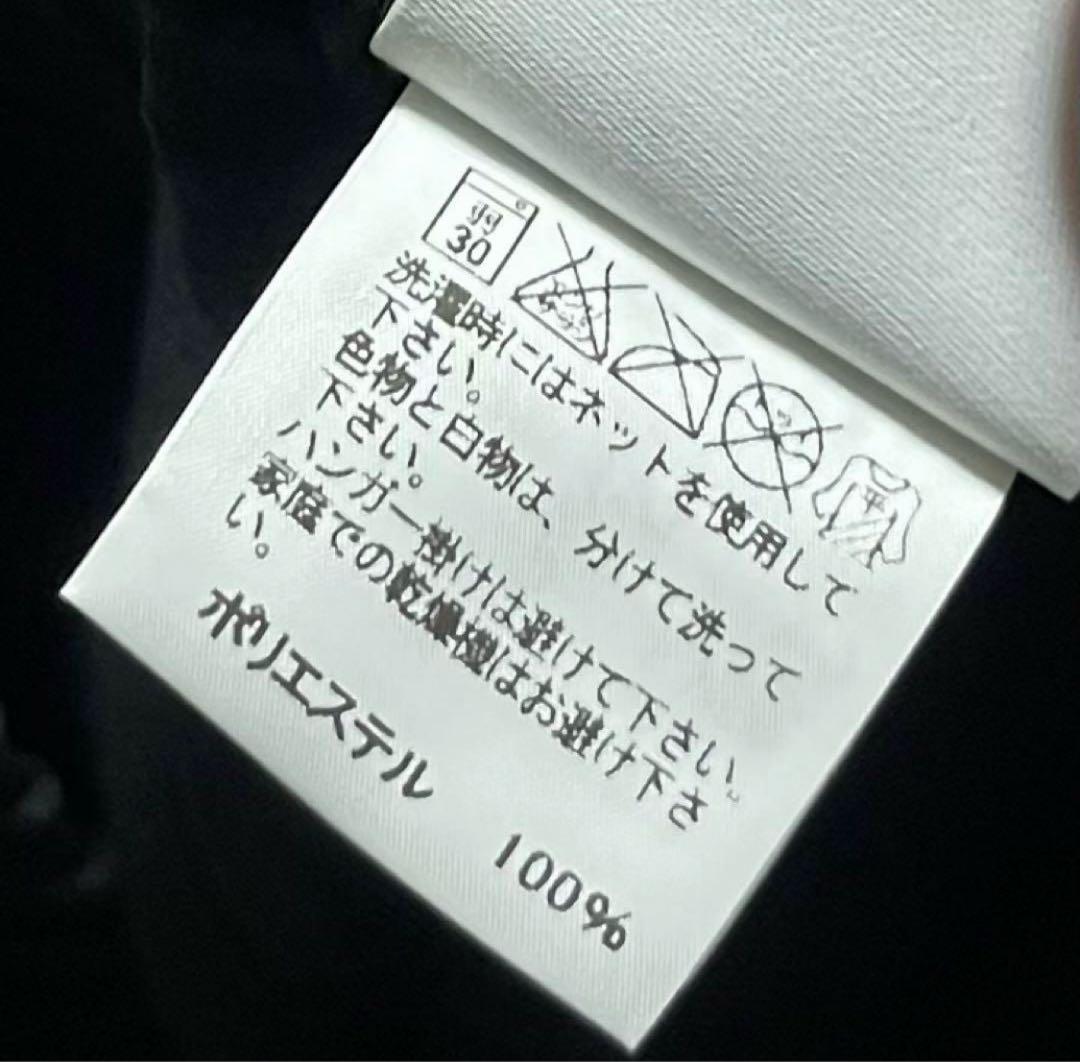 弱
30
平
洗濯時にはネットを使用して
下さい。
色物と白物は、分けて洗って
下さい。
ハンガー掛けは避けて下さい。
家庭での乾燥機はお避け下さ
い。
ポリエステル 100%